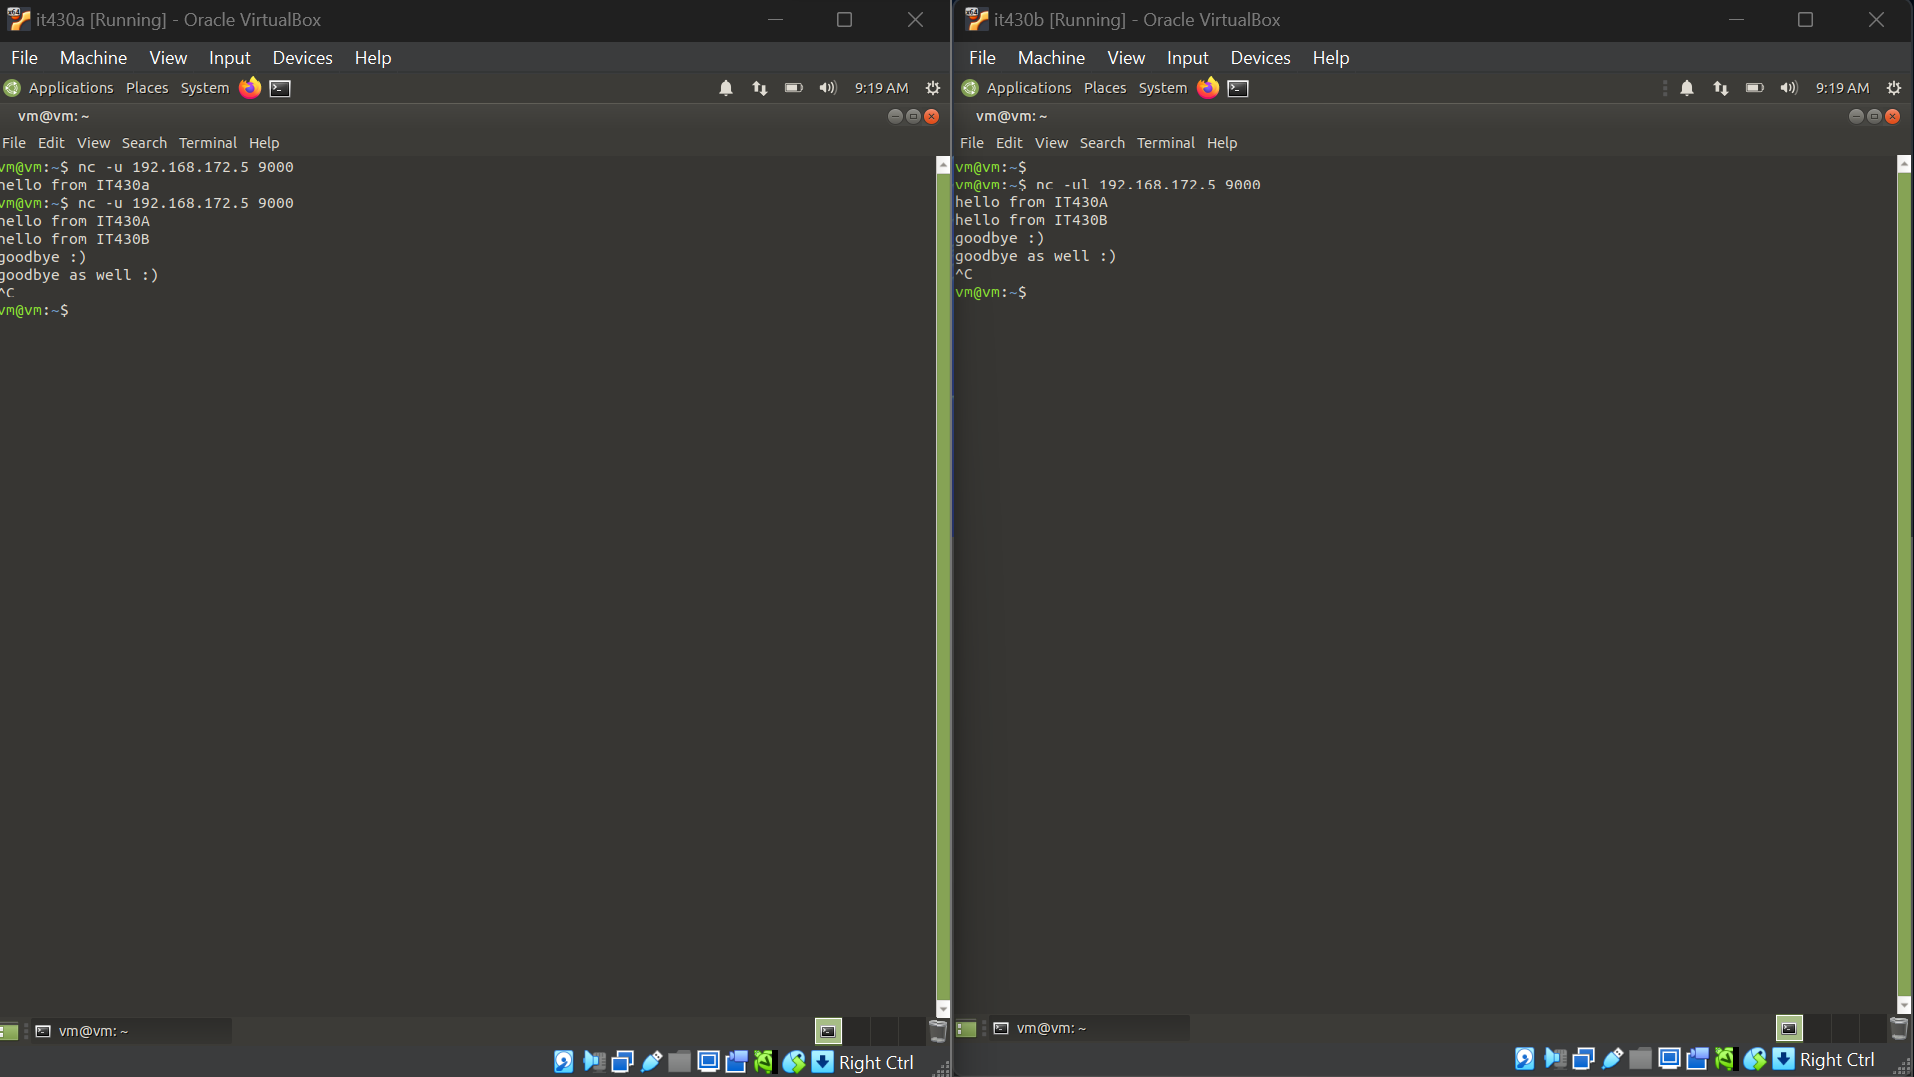 it430a [Running] - Oracle VirtualBox
File Machine View Input Devices Help
Applications Places System 9:19 AM
vm@vm: ~
File Edit View Search Terminal Help
vm@vm:~$ nc -u 192.168.172.5 9000
hello from IT430a
vm@vm:~$ nc -u 192.168.172.5 9000
hello from IT430A
hello from IT430B
goodbye :)
goodbye as well :)
^C
vm@vm:~$
vm@vm: ~
Right Ctrl
it430b [Running] - Oracle VirtualBox
File Machine View Input Devices Help
Applications Places System 9:19 AM
vm@vm: ~
File Edit View Search Terminal Help
vm@vm:~$
vm@vm:~$ nc -ul 192.168.172.5 9000
hello from IT430A
hello from IT430B
goodbye :)
goodbye as well :)
^C
vm@vm:~$
vm@vm: ~
Right Ctrl